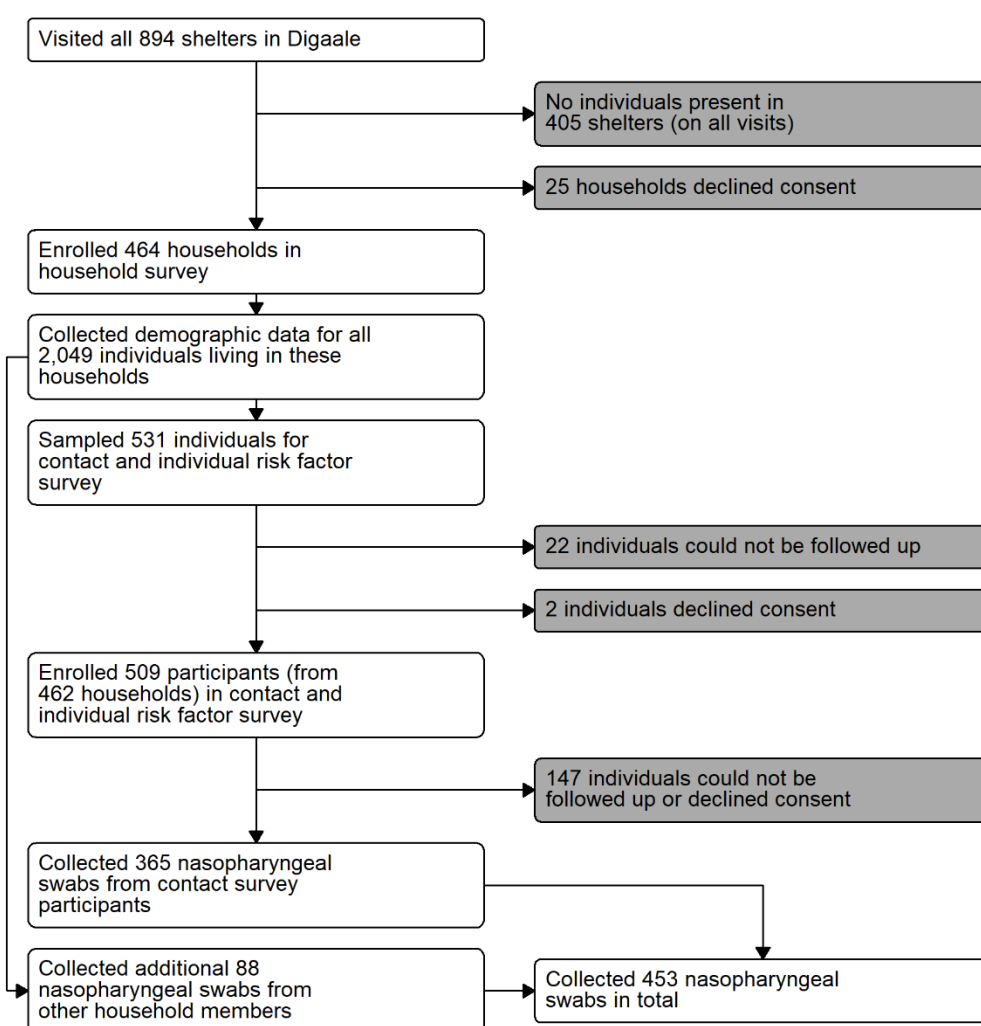 Visited all 894 shelters in Digaale
No individuals present in
405 shelters (on all visits)
25 households declined consent
Enrolled 464 households in
household survey
Collected demographic data for all
2,049 individuals living in these
households
Sampled 531 individuals for
contact and individual risk factor
survey
22 individuals could not be followed up
2 individuals declined consent
Enrolled 509 participants (from
462 households) in contact and
individual risk factor survey
147 individuals could not be
followed up or declined consent
Collected 365 nasopharyngeal
swabs from contact survey
participants
Collected additional 88
nasopharyngeal swabs from
other household members
Collected 453 nasopharyngeal
swabs in total